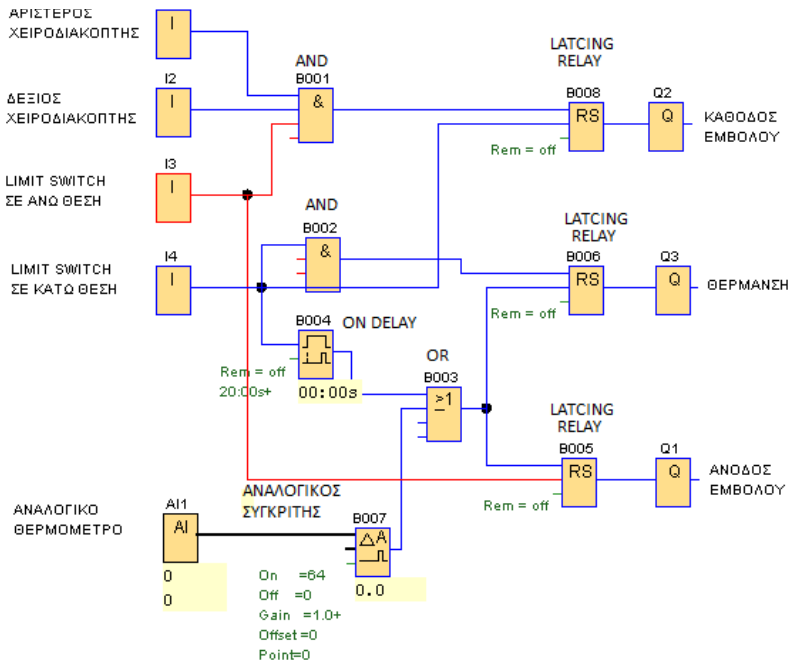 ΑΡΙΣΤΕΡΟΣ
ΧΕΙΡΟΔΙΑΚΟΠΤΗΣ
I
AND
B001
&
LATCING
RELAY
B008
RS
Rem = off
Q2
Q
ΚΑΘΟΔΟΣ
ΕΜΒΟΛΟΥ
ΔΕΞΙΟΣ
ΧΕΙΡΟΔΙΑΚΟΠΤΗΣ
I2
I
LIMIT SWITCH
ΣΕ ΑΝΩ ΘΕΣΗ
I3
I
AND
B002
&
LATCING
RELAY
B006
RS
Rem = off
Q3
Q
ΘΕΡΜΑΝΣΗ
LIMIT SWITCH
ΣΕ ΚΑΤΩ ΘΕΣΗ
I4
I
B004
ON DELAY
Rem = off
20:00s+
00:00s
OR
B003
≥1
LATCING
RELAY
B005
RS
Rem = off
Q1
Q
ΑΝΟΔΟΣ
ΕΜΒΟΛΟΥ
ΑΝΑΛΟΓΙΚΟ
ΘΕΡΜΟΜΕΤΡΟ
AI1
AI
0
0
ΑΝΑΛΟΓΙΚΟΣ
ΣΥΓΚΡΙΤΗΣ
B007
ΔA
0.0
On =64
Off =0
Gain =1.0+
Offset=0
Point=0